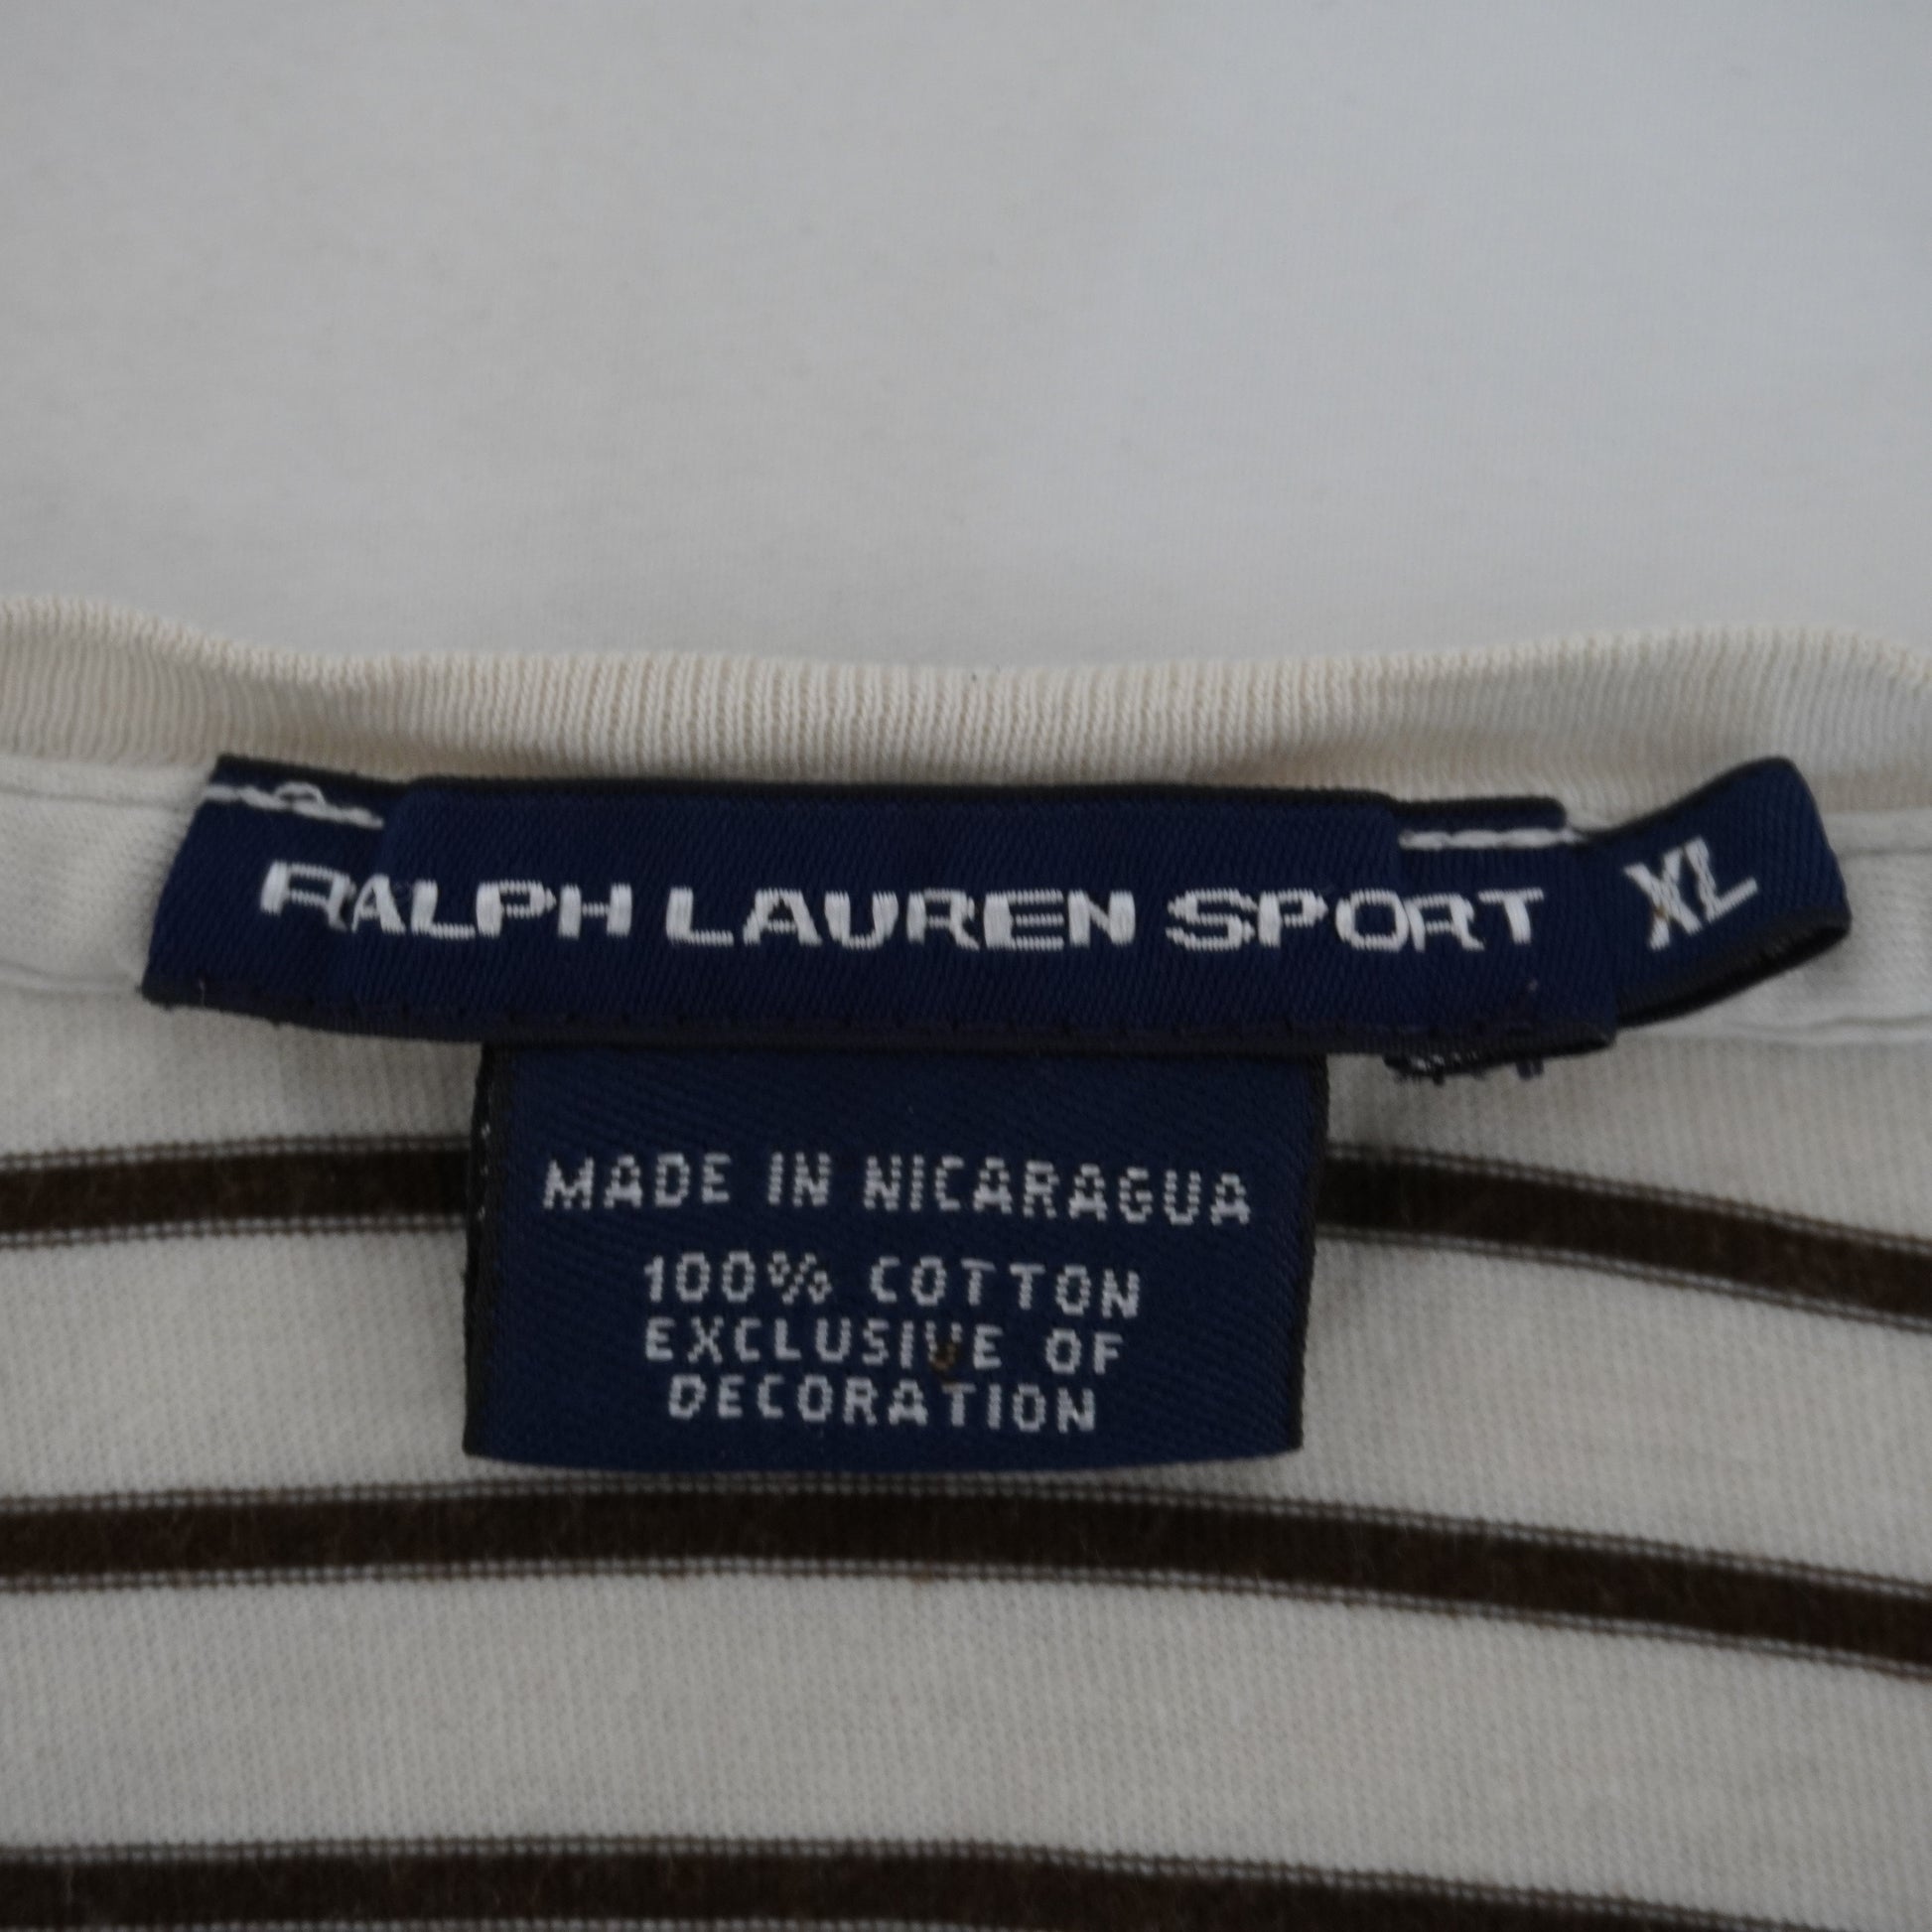 RALPH LAUREN SPORT XL
MADE IN NICARAGUA
100% COTTON
EXCLUSIVE OF
DECORATION